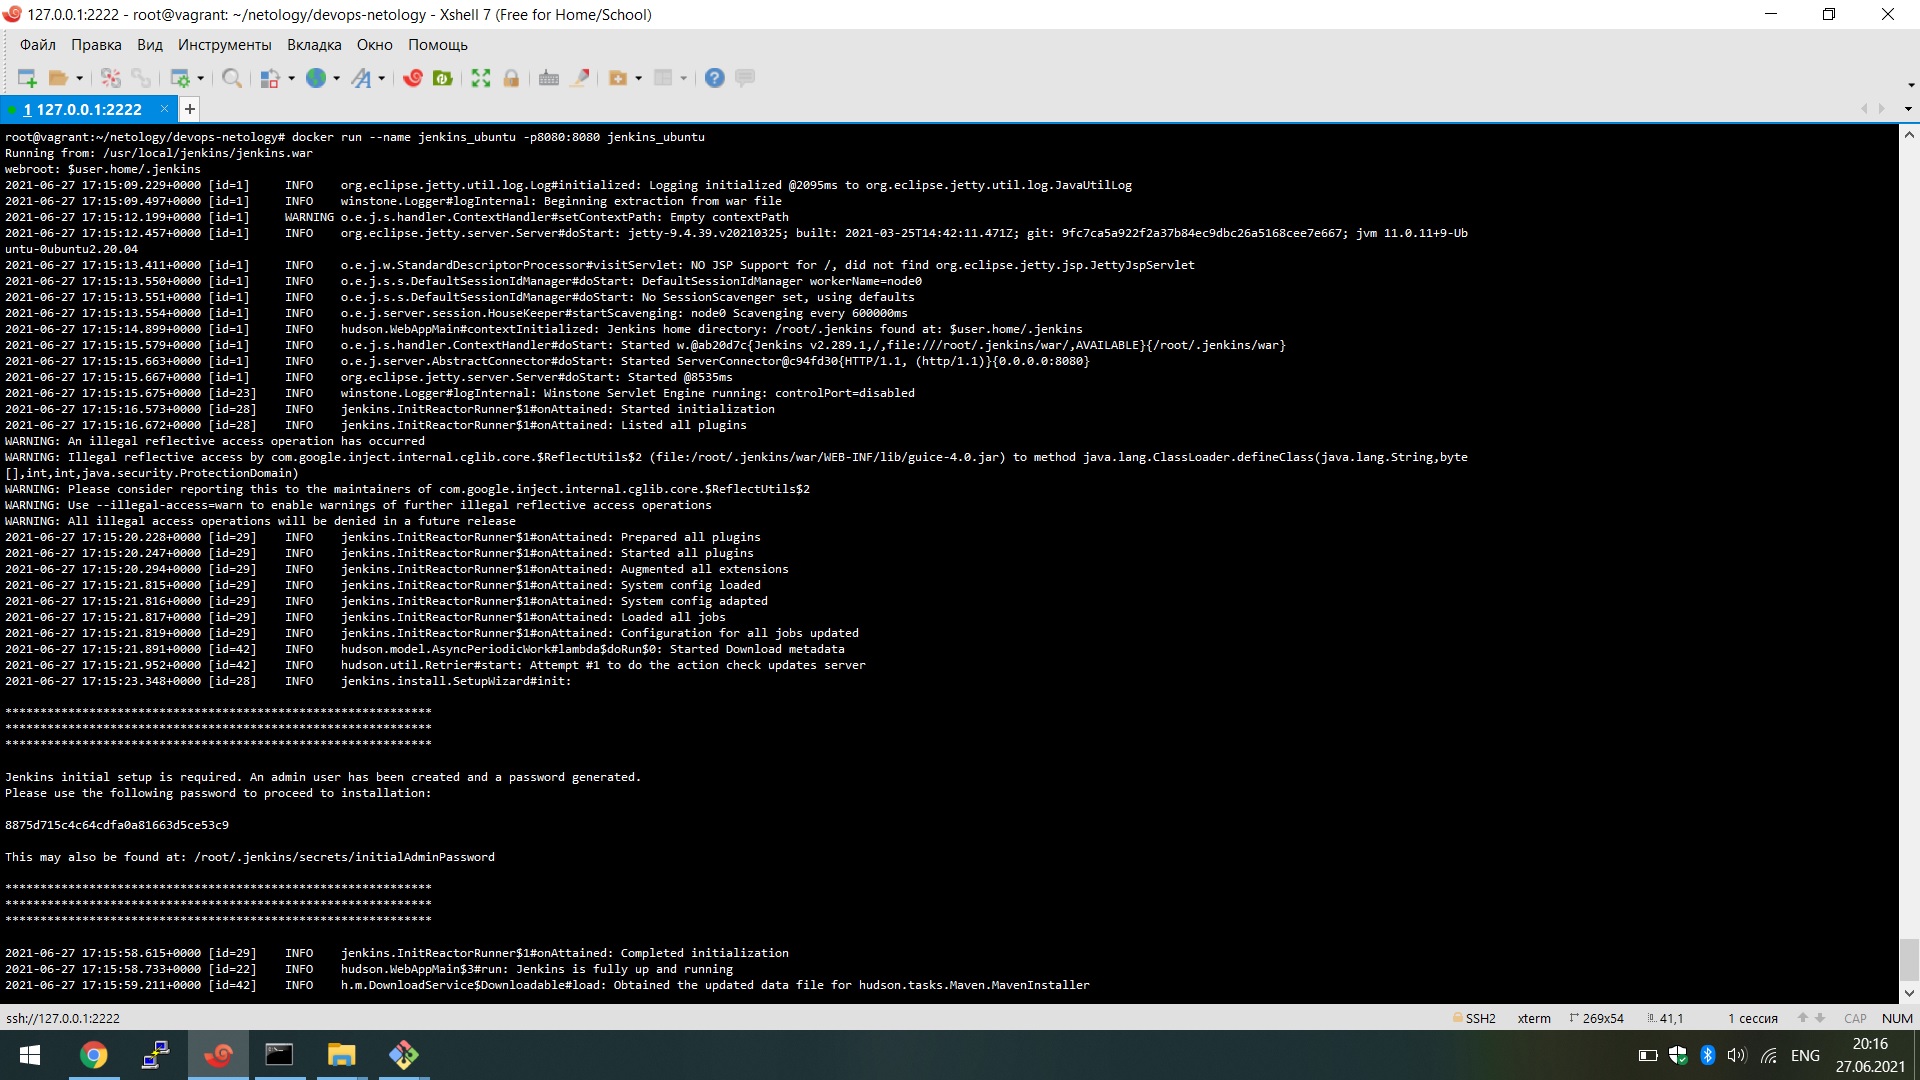 127.0.0.1:2222 - root@vagrant: ~/netology/devops-netology - Xshell 7 (Free for Home/School)
Файл Правка Вид Инструменты Вкладка Окно Помощь
1 127.0.0.1:2222
root@vagrant:~/netology/devops-netology# docker run --name jenkins_ubuntu -p8080:8080 jenkins_ubuntu
Running from: /usr/local/jenkins/jenkins.war
webroot: $user.home/.jenkins
2021-06-27 17:15:09.229+0000 [id=1] INFO org.eclipse.jetty.util.log.Log#initialized: Logging initialized @2095ms to org.eclipse.jetty.util.log.JavaUtilLog
2021-06-27 17:15:09.497+0000 [id=1] INFO winstone.Logger#logInternal: Beginning extraction from war file
2021-06-27 17:15:12.199+0000 [id=1] WARNING o.e.j.s.handler.ContextHandler#setContextPath: Empty contextPath
2021-06-27 17:15:12.457+0000 [id=1] INFO org.eclipse.jetty.server.Server#doStart: jetty-9.4.39.v20210325; built: 2021-03-25T14:42:11.471Z; git: 9fc7ca5a922f2a37b84ec9dbc26a5168cee7e667; jvm 11.0.11+9-Ub
untu-0ubuntu2.20.04
2021-06-27 17:15:13.411+0000 [id=1] INFO o.e.j.w.StandardDescriptorProcessor#visitServlet: NO JSP Support for /, did not find org.eclipse.jetty.jsp.JettyJspServlet
2021-06-27 17:15:13.550+0000 [id=1] INFO o.e.j.s.s.DefaultSessionIdManager#doStart: DefaultSessionIdManager workerName=node0
2021-06-27 17:15:13.551+0000 [id=1] INFO o.e.j.s.s.DefaultSessionIdManager#doStart: No SessionScavenger set, using defaults
2021-06-27 17:15:13.554+0000 [id=1] INFO o.e.j.server.session.HouseKeeper#startScavenging: node0 Scavenging every 600000ms
2021-06-27 17:15:14.899+0000 [id=1] INFO hudson.WebAppMain#contextInitialized: Jenkins home directory: /root/.jenkins found at: $user.home/.jenkins
2021-06-27 17:15:15.579+0000 [id=1] INFO o.e.j.s.handler.ContextHandler#doStart: Started w.@ab20d7c{Jenkins v2.289.1,/,file:///root/.jenkins/war/,AVAILABLE}{/root/.jenkins/war}
2021-06-27 17:15:15.663+0000 [id=1] INFO o.e.j.server.AbstractConnector#doStart: Started ServerConnector@c94fd30{HTTP/1.1, (http/1.1)}{0.0.0.0:8080}
2021-06-27 17:15:15.667+0000 [id=1] INFO org.eclipse.jetty.server.Server#doStart: Started @8535ms
2021-06-27 17:15:15.675+0000 [id=23] INFO winstone.Logger#logInternal: Winstone Servlet Engine running: controlPort=disabled
2021-06-27 17:15:16.573+0000 [id=28] INFO jenkins.InitReactorRunner$1#onAttained: Started initialization
2021-06-27 17:15:16.672+0000 [id=28] INFO jenkins.InitReactorRunner$1#onAttained: Listed all plugins
WARNING: An illegal reflective access operation has occurred
WARNING: Illegal reflective access by com.google.inject.internal.cglib.core.$ReflectUtils$2 (file:/root/.jenkins/war/WEB-INF/lib/guice-4.0.jar) to method java.lang.ClassLoader.defineClass(java.lang.String,byte
[],int,int,java.security.ProtectionDomain)
WARNING: Please consider reporting this to the maintainers of com.google.inject.internal.cglib.core.$ReflectUtils$2
WARNING: Use --illegal-access=warn to enable warnings of further illegal reflective access operations
WARNING: All illegal access operations will be denied in a future release
2021-06-27 17:15:20.228+0000 [id=29] INFO jenkins.InitReactorRunner$1#onAttained: Prepared all plugins
2021-06-27 17:15:20.247+0000 [id=29] INFO jenkins.InitReactorRunner$1#onAttained: Started all plugins
2021-06-27 17:15:20.294+0000 [id=29] INFO jenkins.InitReactorRunner$1#onAttained: Augmented all extensions
2021-06-27 17:15:21.815+0000 [id=29] INFO jenkins.InitReactorRunner$1#onAttained: System config loaded
2021-06-27 17:15:21.816+0000 [id=29] INFO jenkins.InitReactorRunner$1#onAttained: System config adapted
2021-06-27 17:15:21.817+0000 [id=29] INFO jenkins.InitReactorRunner$1#onAttained: Loaded all jobs
2021-06-27 17:15:21.819+0000 [id=29] INFO jenkins.InitReactorRunner$1#onAttained: Configuration for all jobs updated
2021-06-27 17:15:21.891+0000 [id=42] INFO hudson.model.AsyncPeriodicWork#lambda$doRun$0: Started Download metadata
2021-06-27 17:15:21.952+0000 [id=42] INFO hudson.util.Retrier#start: Attempt #1 to do the action check updates server
2021-06-27 17:15:23.348+0000 [id=28] INFO jenkins.install.SetupWizard#init:
*************************************************************
*************************************************************
*************************************************************
Jenkins initial setup is required. An admin user has been created and a password generated.
Please use the following password to proceed to installation:
8875d715c4c64cdfa0a81663d5ce53c9
This may also be found at: /root/.jenkins/secrets/initialAdminPassword
*************************************************************
*************************************************************
*************************************************************
2021-06-27 17:15:58.615+0000 [id=29] INFO jenkins.InitReactorRunner$1#onAttained: Completed initialization
2021-06-27 17:15:58.733+0000 [id=22] INFO hudson.WebAppMain$3#run: Jenkins is fully up and running
2021-06-27 17:15:59.211+0000 [id=42] INFO h.m.DownloadService$Downloadable#load: Obtained the updated data file for hudson.tasks.Maven.MavenInstaller
ssh://127.0.0.1:2222 SSH2 xterm 269x54 41,1 1 сессия CAP NUM
ENG 20:16
27.06.2021